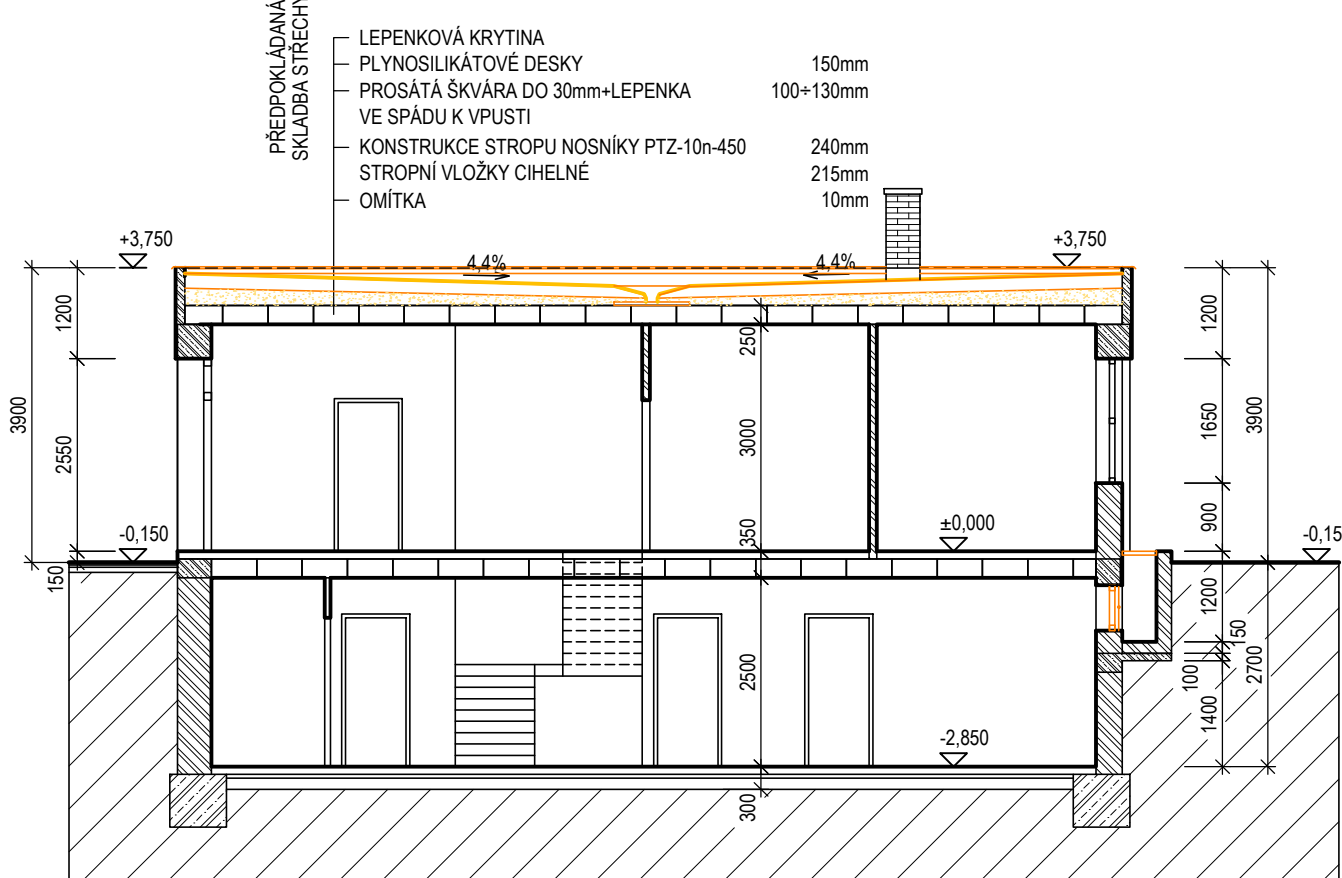 PŘEDPOKLÁDANÁ
SKLADBA STŘECHY
LEPENKOVÁ KRYTINA
PLYNOSILIKÁTOVÉ DESKY 150mm
PROSÁTÁ ŠKVÁRA DO 30mm+LEPENKA 100÷130mm
VE SPÁDU K VPUSTI
KONSTRUKCE STROPU NOSNÍKY PTZ-10n-450 240mm
STROPNÍ VLOŽKY CIHELNÉ 215mm
OMÍTKA 10mm
+3,750
+3,750
4,4%
4,4%
1200
250
1200
3900
2550
3000
1650
3900
-0,150
350
±0,000
900
-0,15
150
1200
150
2500
100
2700
1400
-2,850
300